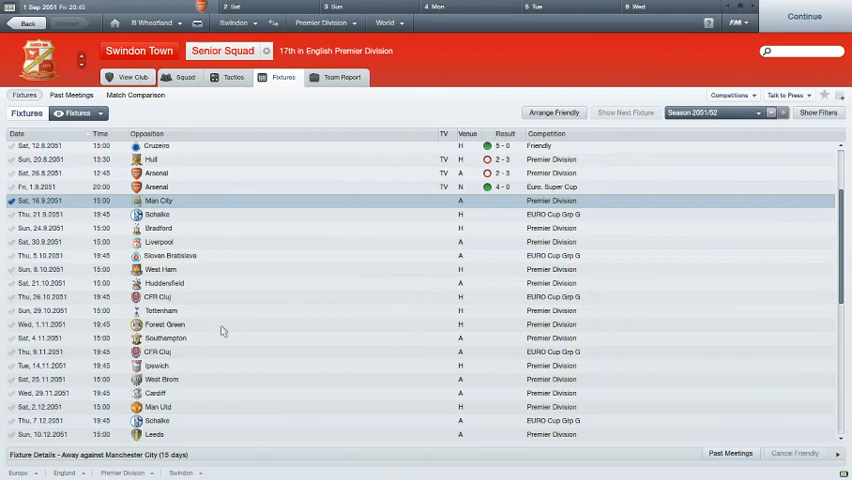 1 Sep 2051 Fri 20:45 2 Sat 3 Sun 4 Mon 5 Tue 6 Wed
Back Forward B Wheatland Swindon Premier Division World ? FM Continue
Swindon Town Senior Squad 17th in English Premier Division
View Club Squad Tactics Fixtures Team Report
Fixtures Past Meetings Match Comparison Competitions Talk to Press
Fixtures Fixtures Arrange Friendly Show Next Fixture Season 2051/52 Show Filters
Date Time Opposition TV Venue Result Competition
Sat, 12.8.2051 15:00 Cruzeiro H 5 - 0 Friendly
Sun, 20.8.2051 13:30 Hull TV H 2 - 3 Premier Division
Sat, 26.8.2051 12:45 Arsenal TV A 2 - 3 Premier Division
Fri, 1.9.2051 20:00 Arsenal TV N 4 - 0 Euro. Super Cup
Sat, 16.9.2051 15:00 Man City A Premier Division
Thu, 21.9.2051 19:45 Schalke H EURO Cup Grp G
Sun, 24.9.2051 15:00 Bradford H Premier Division
Sat, 30.9.2051 15:00 Liverpool A Premier Division
Thu, 5.10.2051 19:45 Slovan Bratislava A EURO Cup Grp G
Sun, 8.10.2051 15:00 West Ham H Premier Division
Sat, 21.10.2051 15:00 Huddersfield A Premier Division
Thu, 26.10.2051 19:45 CFR Cluj H EURO Cup Grp G
Sun, 29.10.2051 15:00 Tottenham H Premier Division
Wed, 1.11.2051 19:45 Forest Green H Premier Division
Sat, 4.11.2051 15:00 Southampton A Premier Division
Thu, 9.11.2051 19:45 CFR Cluj A EURO Cup Grp G
Tue, 14.11.2051 19:45 Ipswich H Premier Division
Sat, 25.11.2051 15:00 West Brom A Premier Division
Wed, 29.11.2051 19:45 Cardiff A Premier Division
Sat, 2.12.2051 15:00 Man Utd H Premier Division
Thu, 7.12.2051 19:45 Schalke A EURO Cup Grp G
Sun, 10.12.2051 15:00 Leeds A Premier Division
Fixture Details - Away against Manchester City (15 days) Past Meetings Cancel Friendly
Europe England Premier Division Swindon